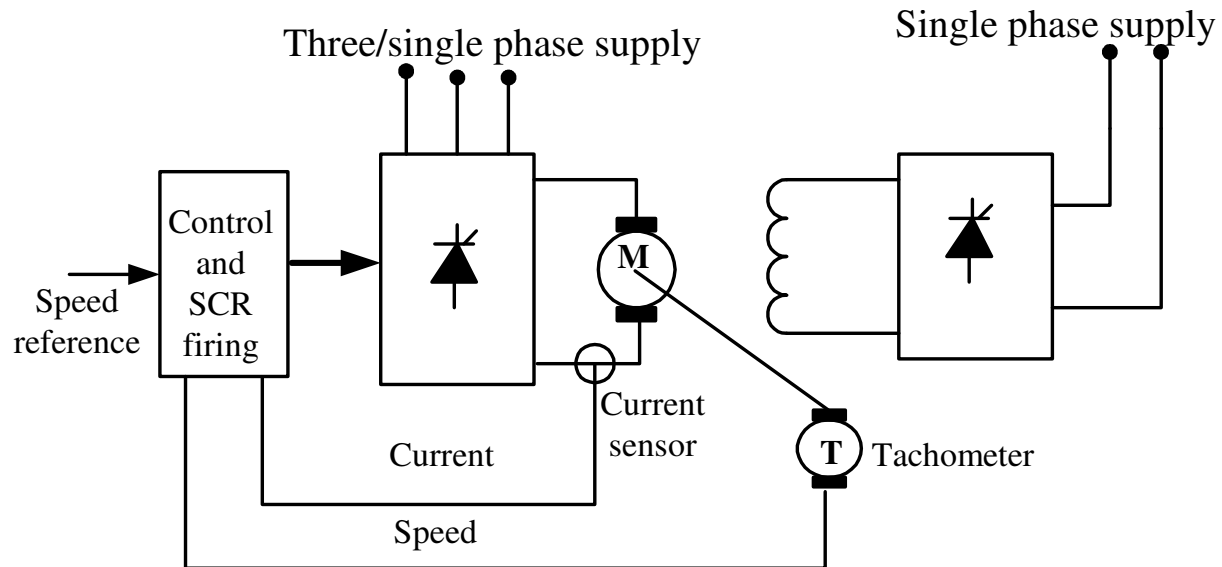 Single phase supply
Three/single phase supply
Control
and
SCR
firing
Speed
reference
M
Current
sensor
Current
T
Tachometer
Speed